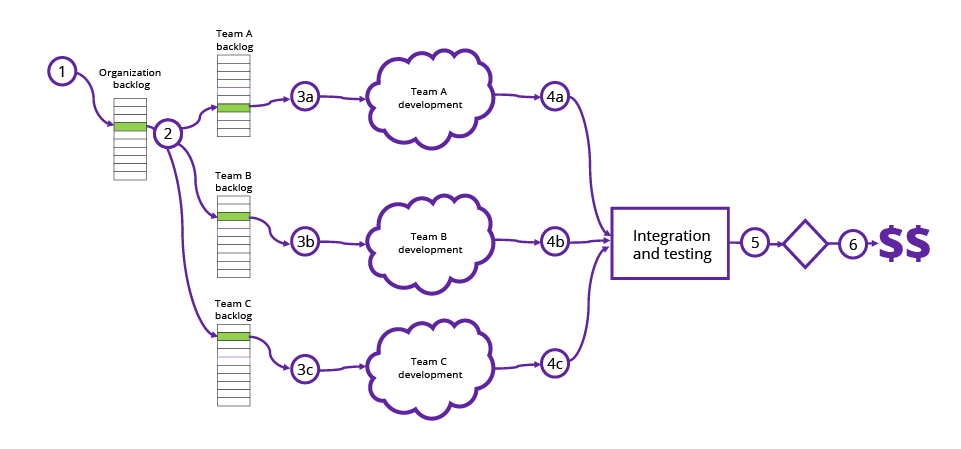 1
Organization
backlog
2
Team A
backlog
3a
Team A
development
4a
Team B
backlog
3b
Team B
development
4b
Team C
backlog
3c
Team C
development
4c
Integration
and testing
5
6
$$